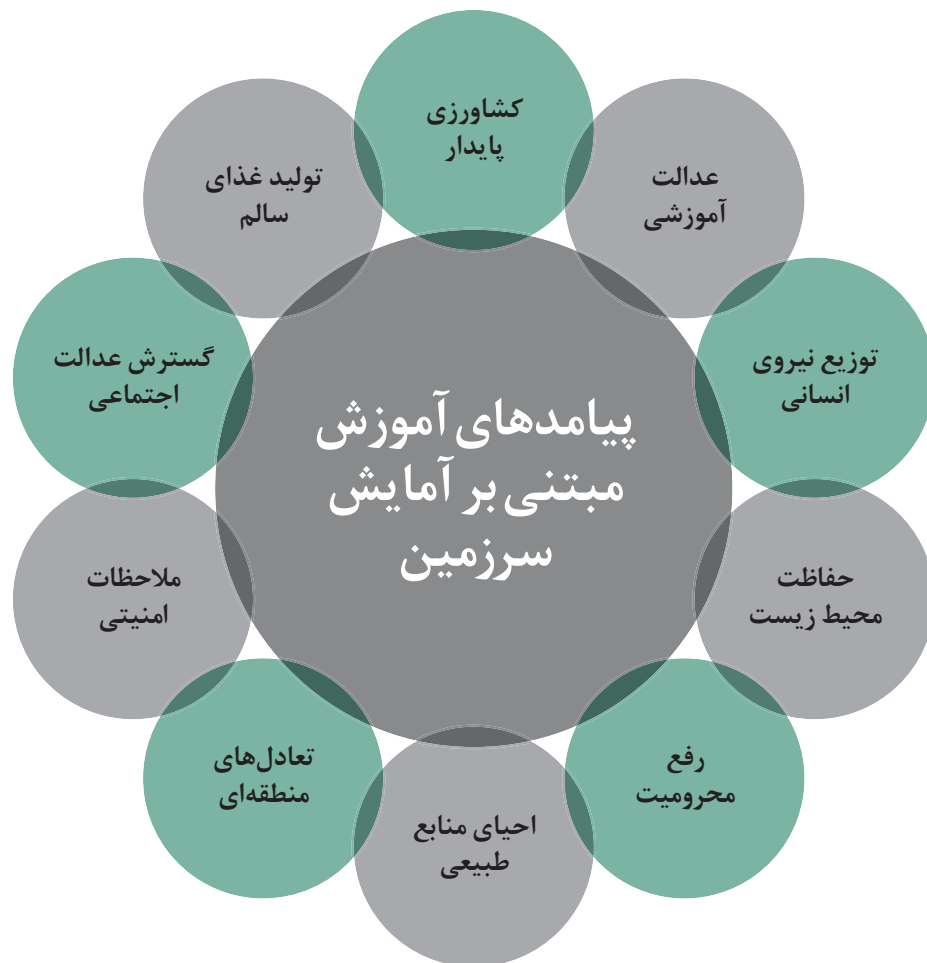 کشاورزی
پایدار
عدالت
آموزشی
توزیع نیروی
انسانی
حفاظت
محیط زیست
رفع
محرومیت
احیای منابع
طبیعی
تعادل‌های
منطقه‌ای
ملاحظات
امنیتی
گسترش عدالت
اجتماعی
تولید غذای
سالم
پیامدهای آموزش
مبتنی بر آمایش
سرزمین